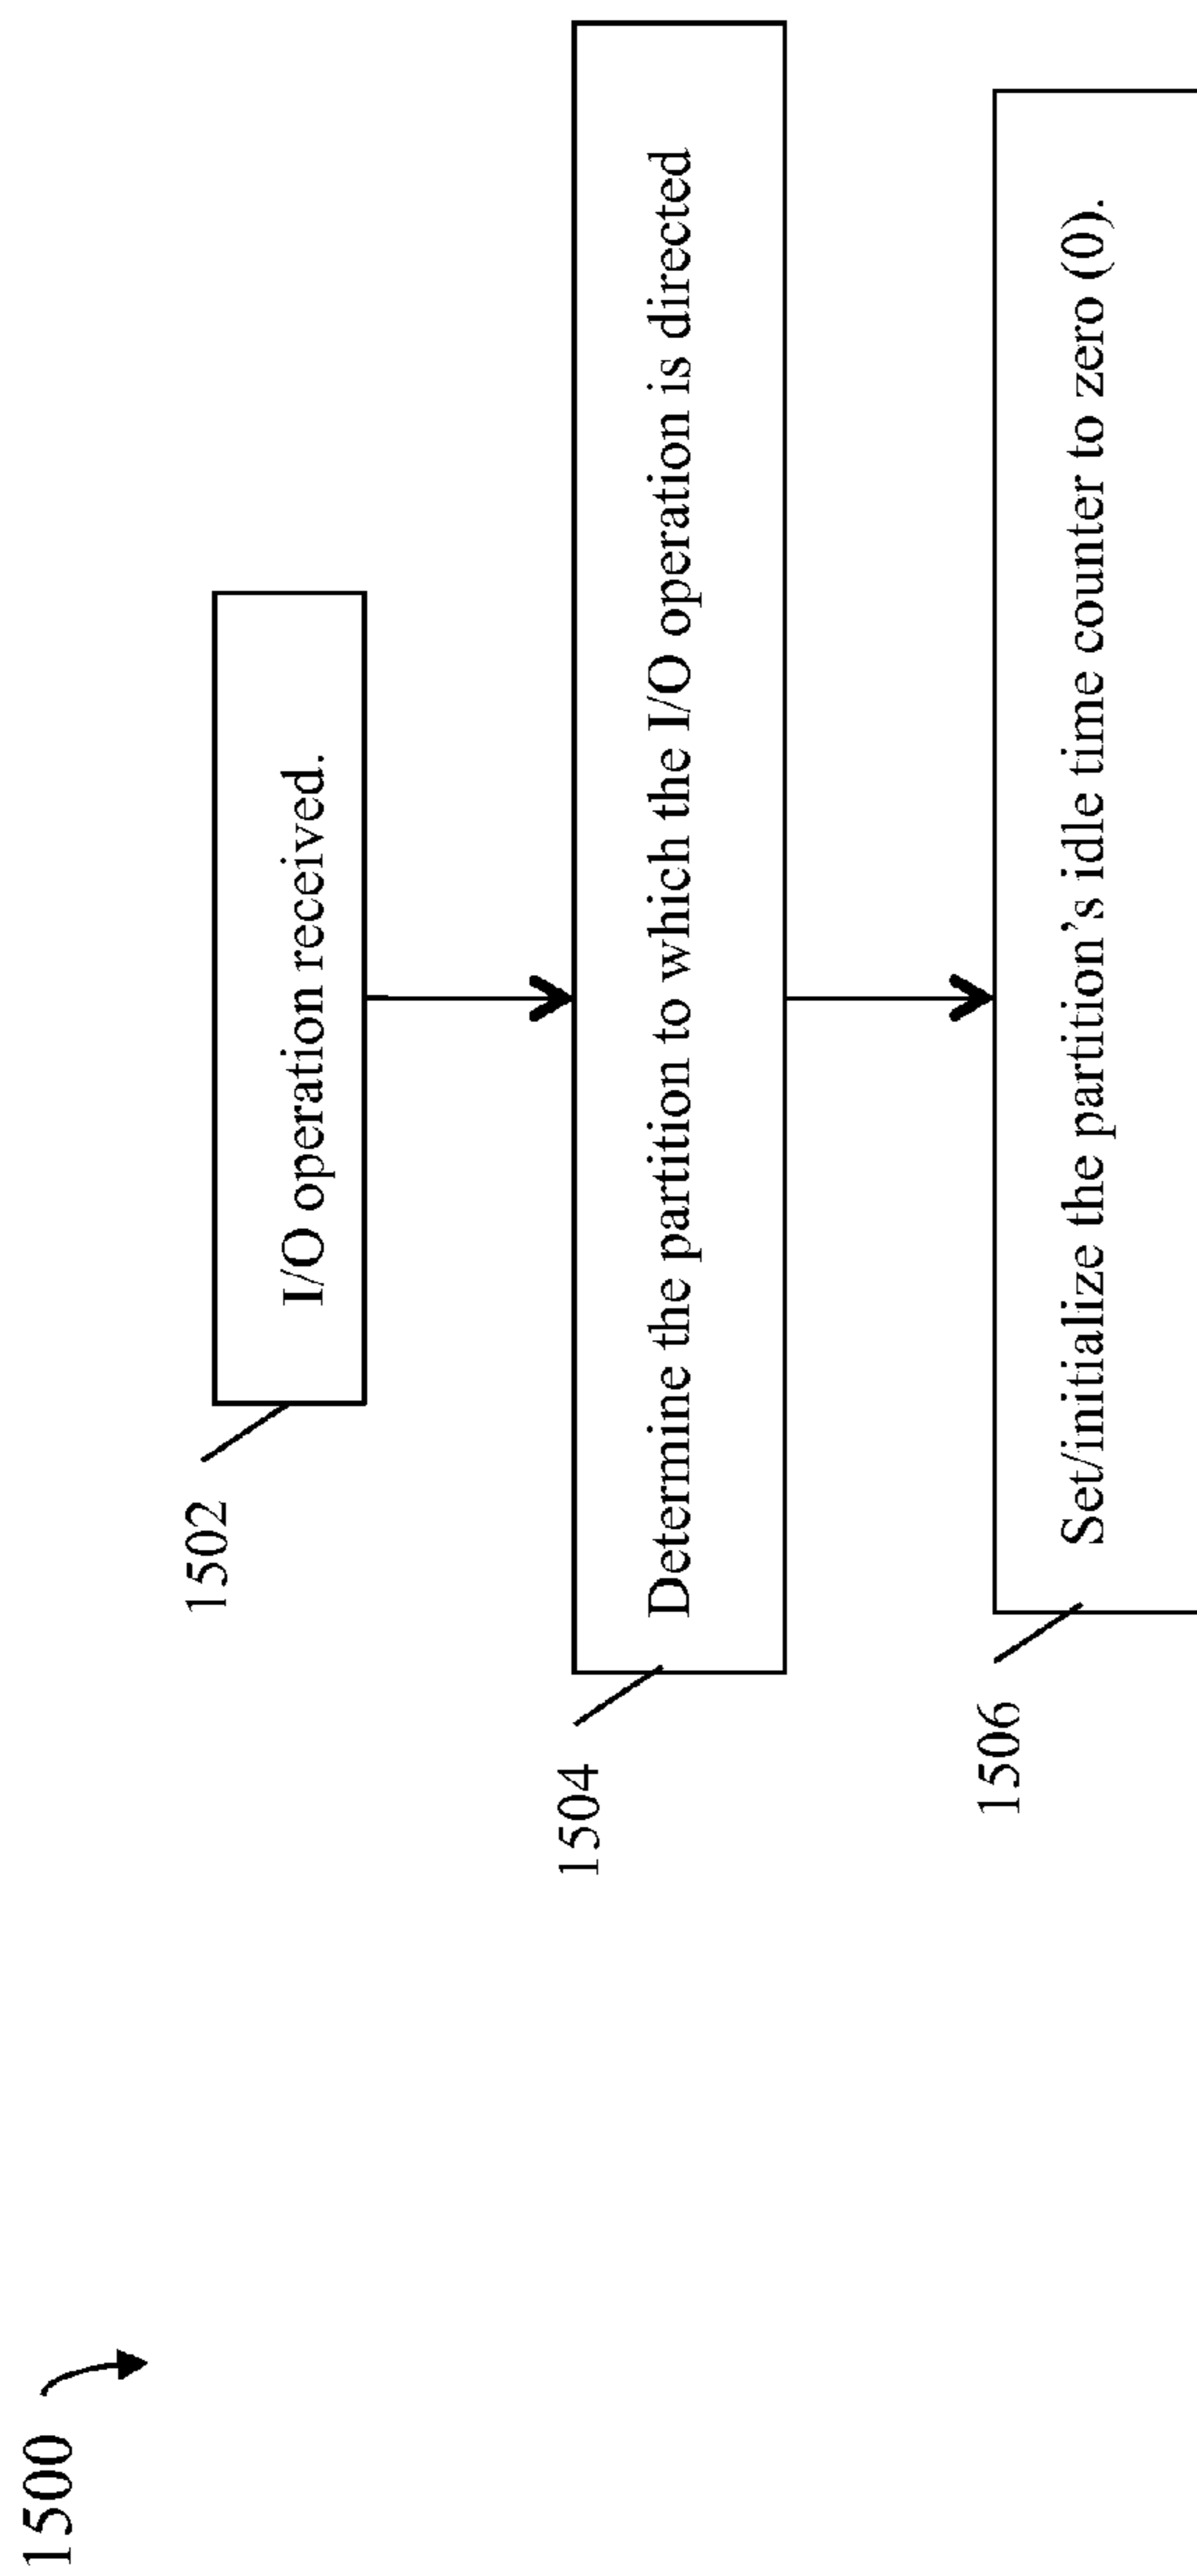 1500
1502
I/O operation received.
1504
Determine the partition to which the I/O operation is directed
1506
Set/initialize the partition’s idle time counter to zero (0).